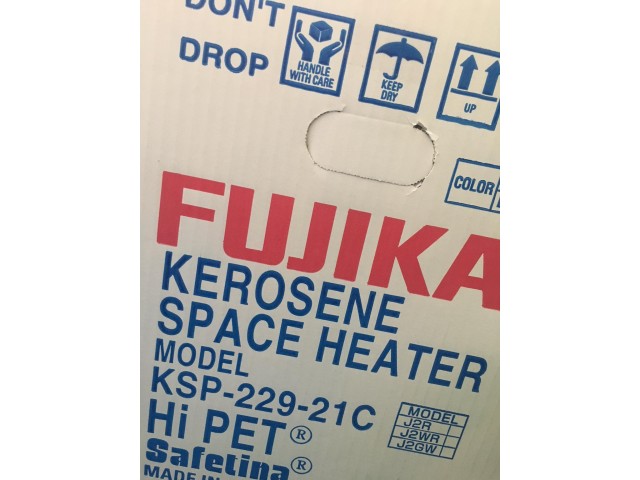 DON'T
DROP
HANDLE
WITH CARE
KEEP
DRY
UP
COLOR
FUJIKA
KEROSENE
SPACE HEATER
MODEL
KSP-229-21C
MODEL
J2R
J2WR
J2GW
Hi PET®
Safetina®
MADE IN